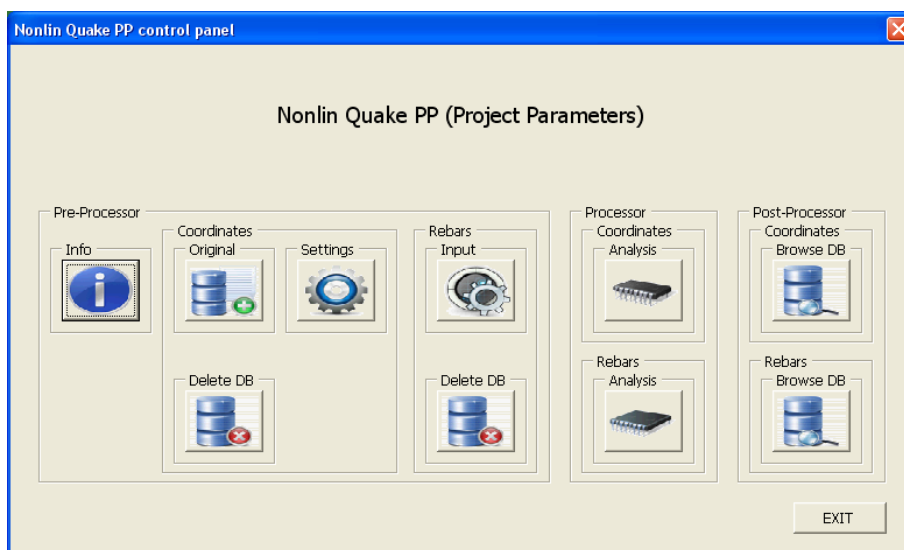 Nonlin Quake PP control panel
Nonlin Quake PP (Project Parameters)
Pre-Processor
Info
Coordinates
Original
Settings
Delete DB
Rebars
Input
Delete DB
Processor
Coordinates
Analysis
Rebars
Analysis
Post-Processor
Coordinates
Browse DB
Rebars
Browse DB
EXIT